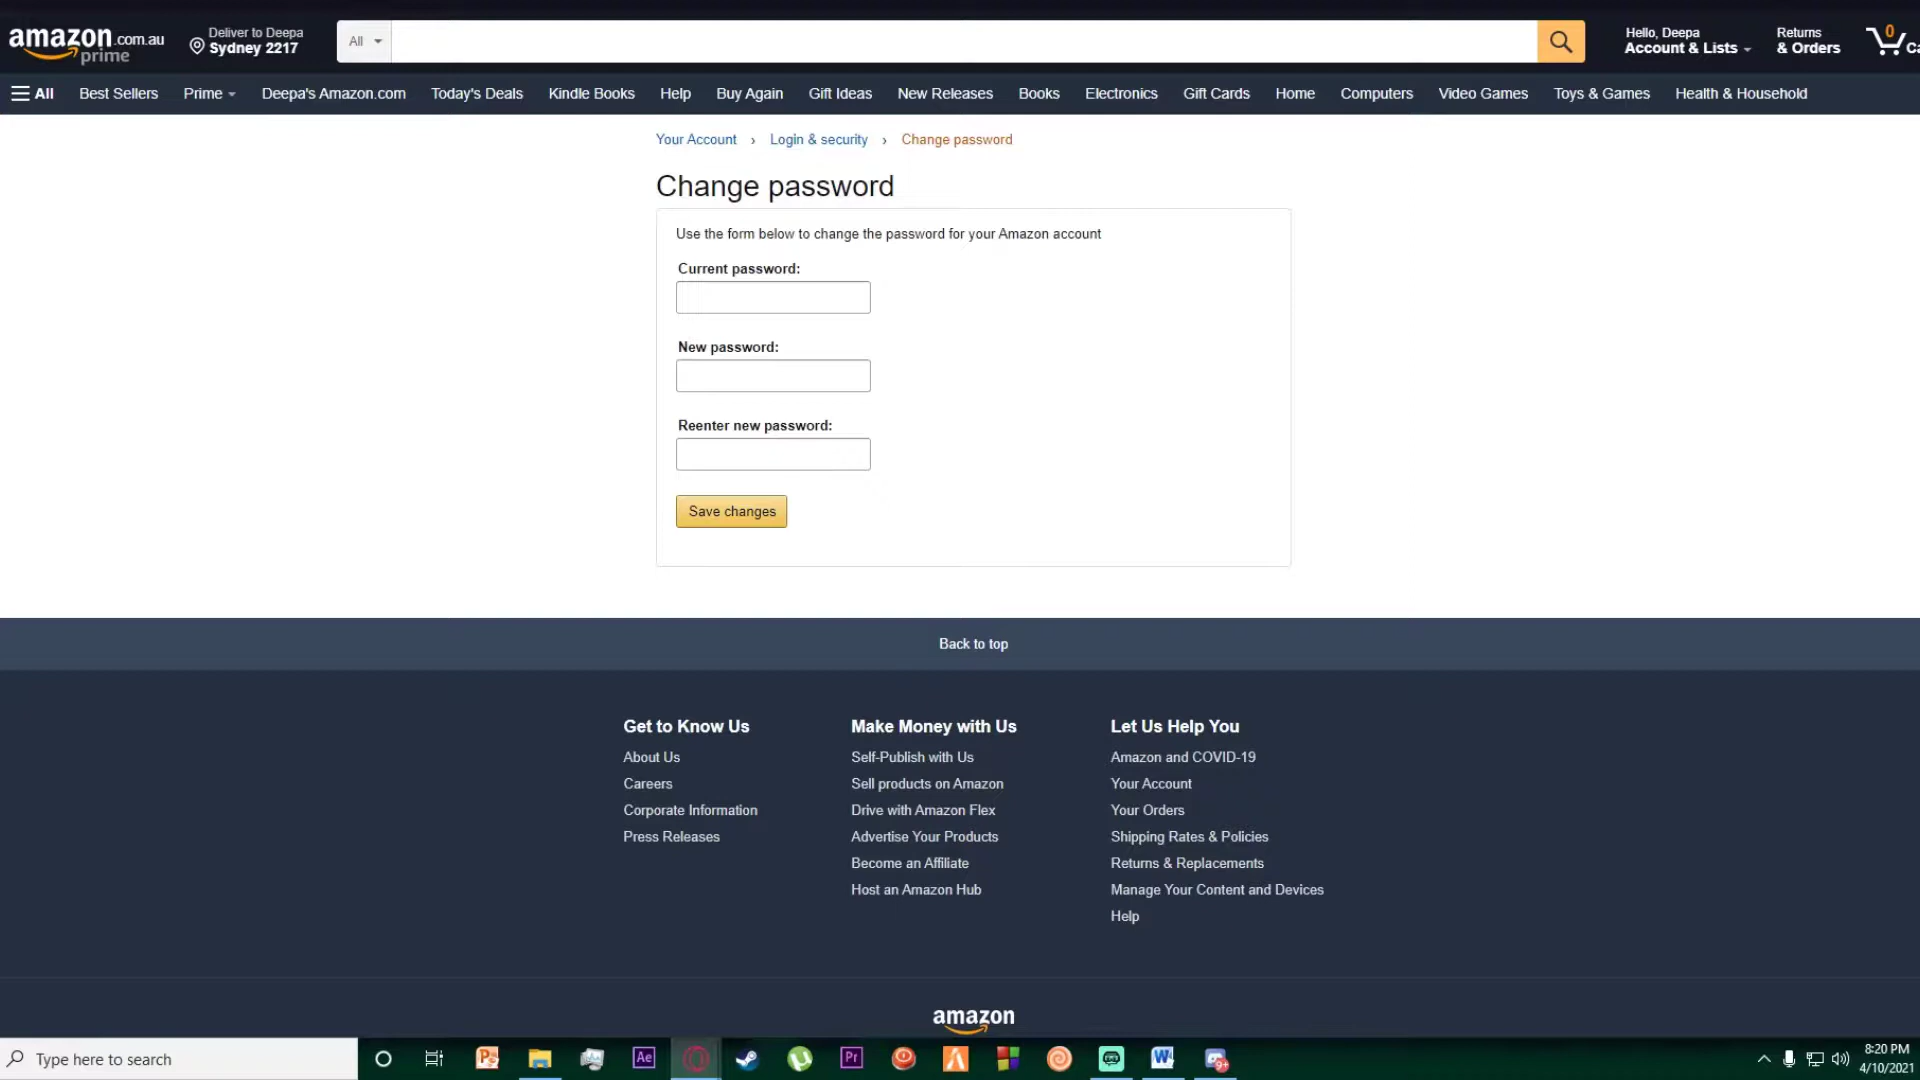 amazon.com.au
prime
Deliver to Deepa
Sydney 2217
All
Hello, Deepa
Account & Lists
Returns
& Orders
0
All
Best Sellers
Prime
Deepa's Amazon.com
Today's Deals
Kindle Books
Help
Buy Again
Gift Ideas
New Releases
Books
Electronics
Gift Cards
Home
Computers
Video Games
Toys & Games
Health & Household
Your Account › Login & security › Change password
Change password
Use the form below to change the password for your Amazon account
Current password:
New password:
Reenter new password:
Save changes
Back to top
Get to Know Us
About Us
Careers
Corporate Information
Press Releases
Make Money with Us
Self-Publish with Us
Sell products on Amazon
Drive with Amazon Flex
Advertise Your Products
Become an Affiliate
Host an Amazon Hub
Let Us Help You
Amazon and COVID-19
Your Account
Your Orders
Shipping Rates & Policies
Returns & Replacements
Manage Your Content and Devices
Help
amazon
Type here to search
Ae
Pr
W
9+
8:20 PM
4/10/2021